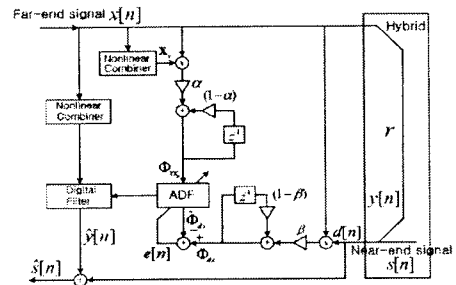 Far-end signal x[n]
Hybrid
Nonlinear
Combiner
x
α
(1-α)
Nonlinear
Combiner
z⁻¹
r
Φ
Digital
Filter
ADF
z⁻¹
(1-β)
y[n]
ŷ[n]
Φ̂
e[n]
Φ
β
d[n]
Near-end signal
s[n]
ŝ[n]